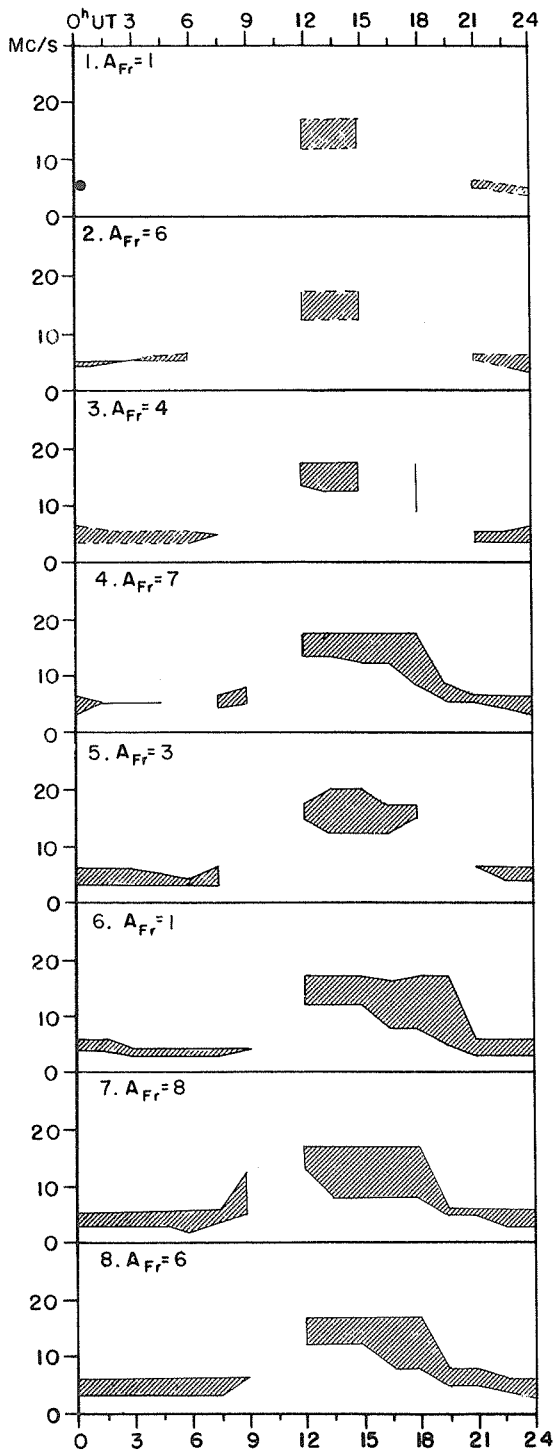 0ʰ UT 3 6 9 12 15 18 21 24
Mc/s
1. A_Fr = 1
20
10
0
2. A_Fr = 6
20
10
0
3. A_Fr = 4
20
10
0
4. A_Fr = 7
20
10
0
5. A_Fr = 3
20
10
0
6. A_Fr = 1
20
10
0
7. A_Fr = 8
20
10
0
8. A_Fr = 6
20
10
0
0 3 6 9 12 15 18 21 24